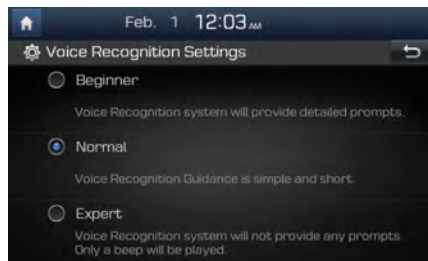 Feb. 1 12:03 AM
Voice Recognition Settings
Beginner
Voice Recognition system will provide detailed prompts.
Normal
Voice Recognition Guidance is simple and short.
Expert
Voice Recognition system will not provide any prompts.
Only a beep will be played.